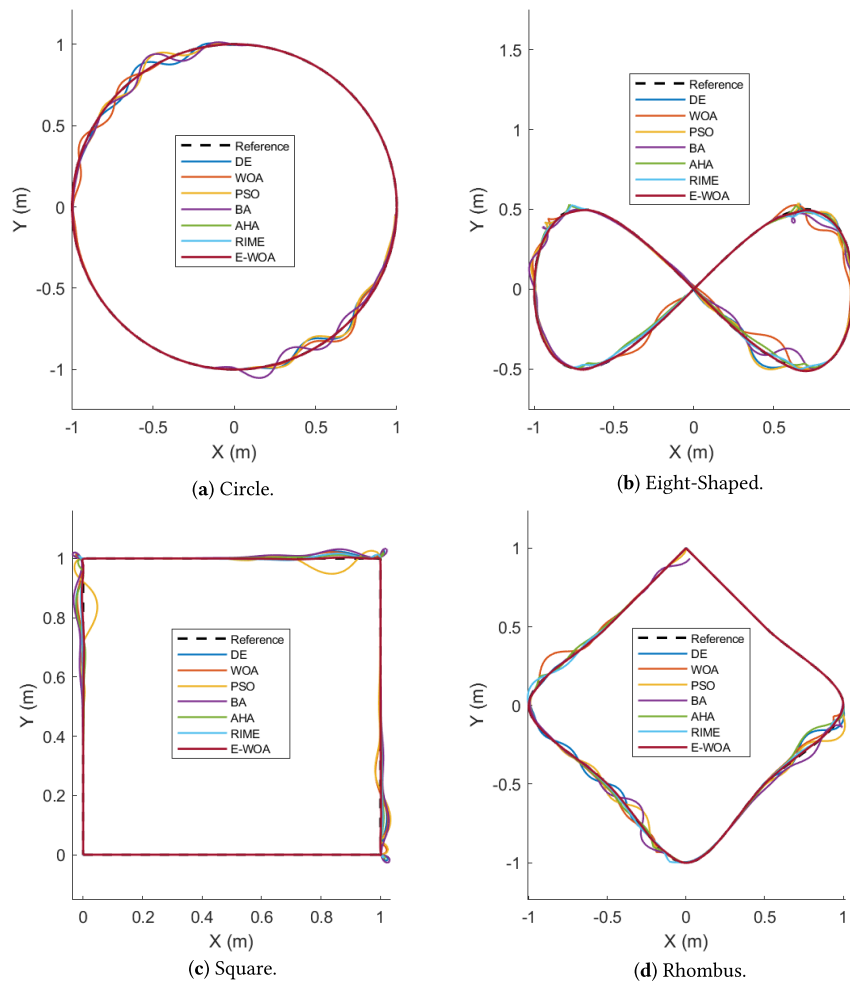 1
0.5
0
-0.5
-1
Y (m)
-1 -0.5 0 0.5 1
X (m)
Reference
DE
WOA
PSO
BA
AHA
RIME
E-WOA
(a) Circle.
1.5
1
0.5
0
-0.5
Y (m)
-1 -0.5 0 0.5
X (m)
Reference
DE
WOA
PSO
BA
AHA
RIME
E-WOA
(b) Eight-Shaped.
1
0.8
0.6
0.4
0.2
0
Y (m)
0 0.2 0.4 0.6 0.8 1
X (m)
Reference
DE
WOA
PSO
BA
AHA
RIME
E-WOA
(c) Square.
1
0.5
0
-0.5
-1
Y (m)
-1 -0.5 0 0.5 1
X (m)
Reference
DE
WOA
PSO
BA
AHA
RIME
E-WOA
(d) Rhombus.